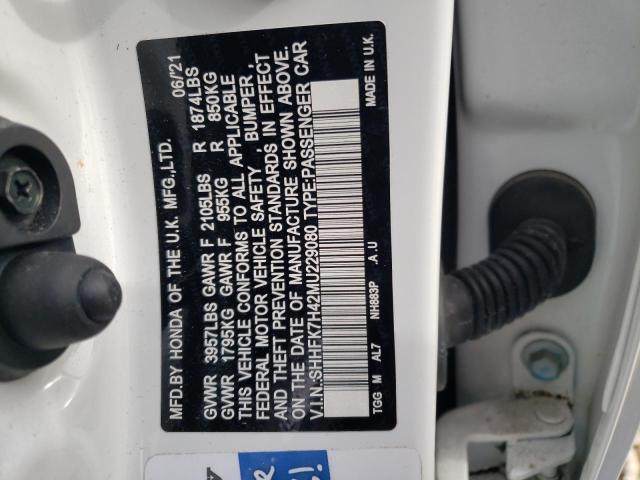 MFD.BY HONDA OF THE U.K. MFG.,LTD. 06/'21
GVWR 3957LBS GAWR F 2105LBS R 1874LBS
GVWR 1795KG GAWR F 955KG R 850KG
THIS VEHICLE CONFORMS TO ALL APPLICABLE
FEDERAL MOTOR VEHICLE SAFETY , BUMPER ,
AND THEFT PREVENTION STANDARDS IN EFFECT
ON THE DATE OF MANUFACTURE SHOWN ABOVE.
V.I.N.:SHHFK7H42MU229080 TYPE:PASSENGER CAR
TGG M AL7 NH883P .A.U MADE IN U.K.